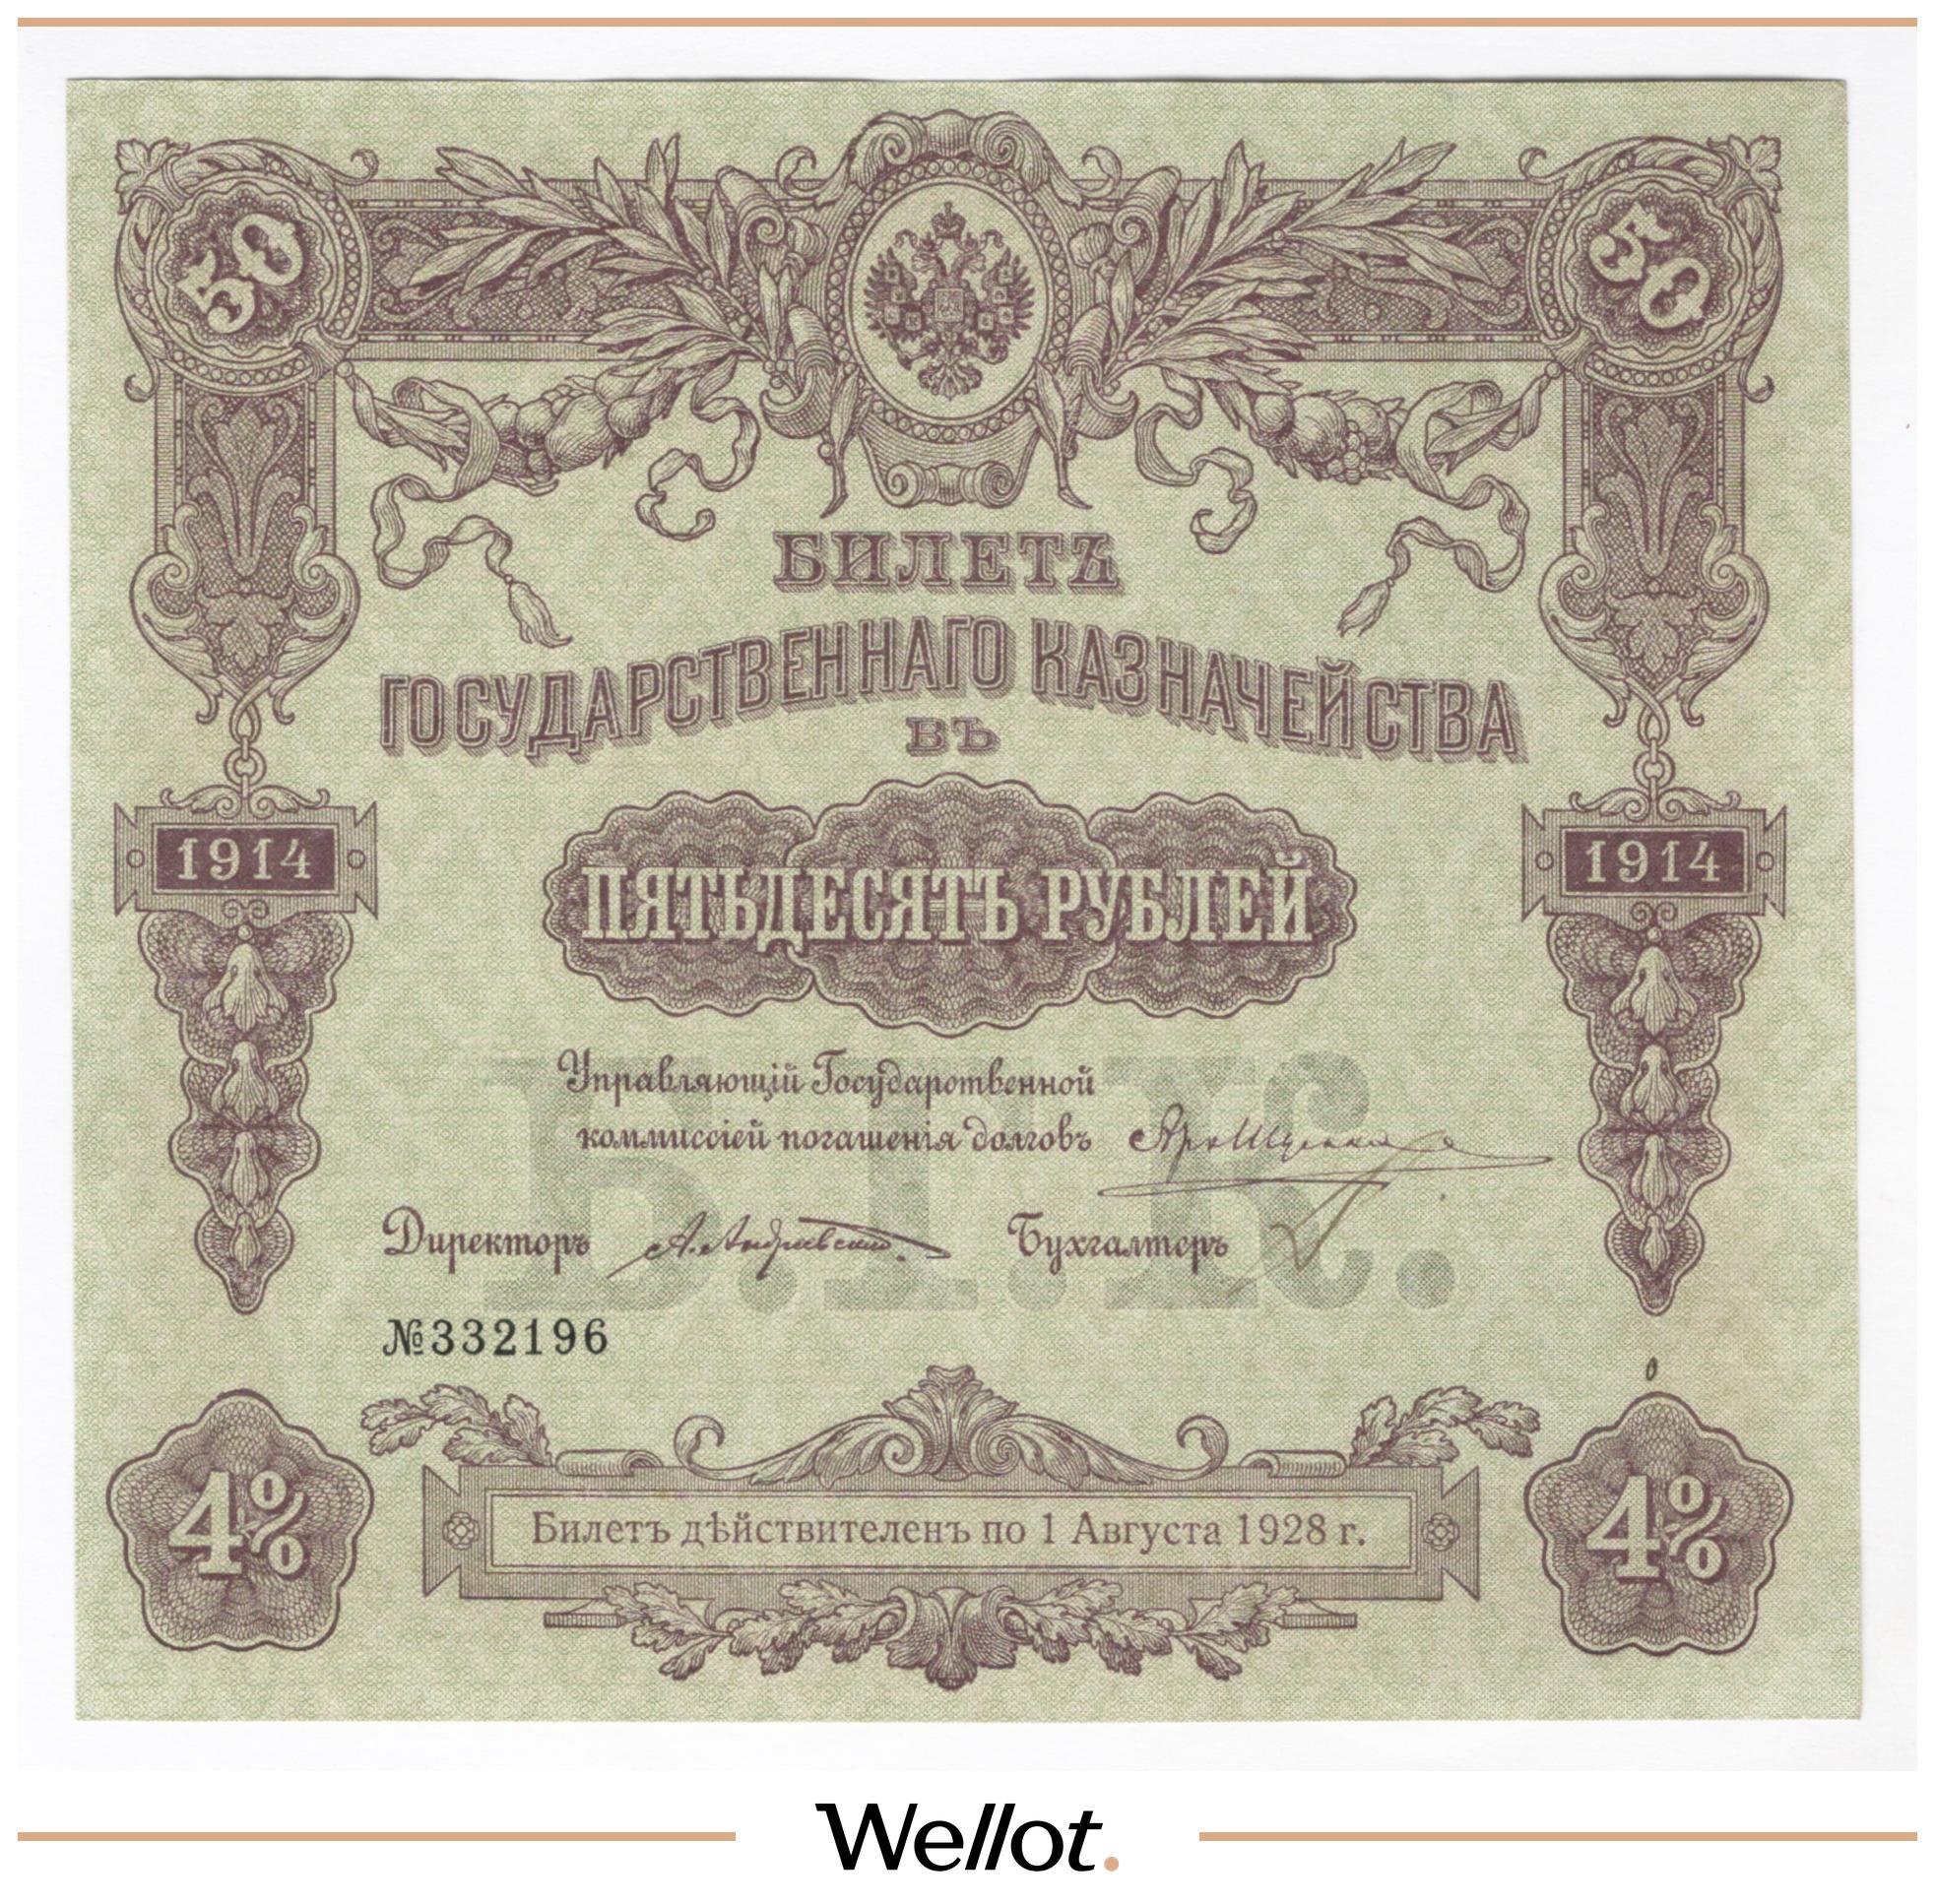 50 50
БИЛЕТЪ
ГОСУДАРСТВЕННАГО КАЗНАЧЕЙСТВА
ВЪ
1914 1914
ПЯТЬДЕСЯТЪ РУБЛЕЙ
Управляющій Государственной
коммиссіей погашенія долговъ
Директоръ Бухгалтеръ
Б.Г.К.
№332196
4% 4%
Билетъ дѣйствителенъ по 1 Августа 1928 г.
Wellot.